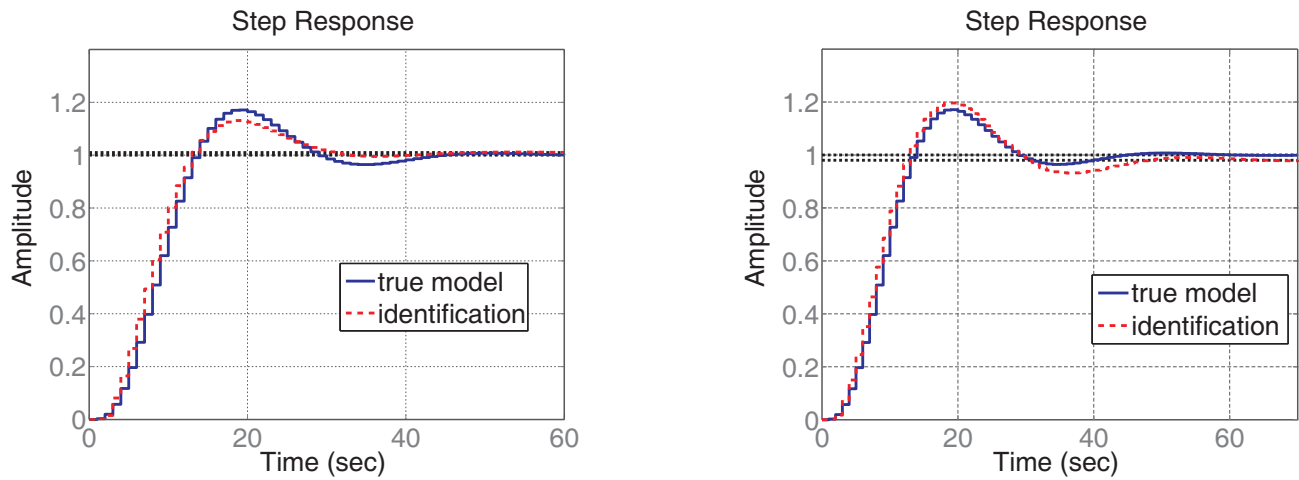 Step Response
1.2
1
0.8
0.6
0.4
0.2
0
Amplitude
true model
identification
0 20 40 60
Time (sec)
Step Response
1.2
1
0.8
0.6
0.4
0.2
0
Amplitude
true model
identification
0 20 40 60
Time (sec)